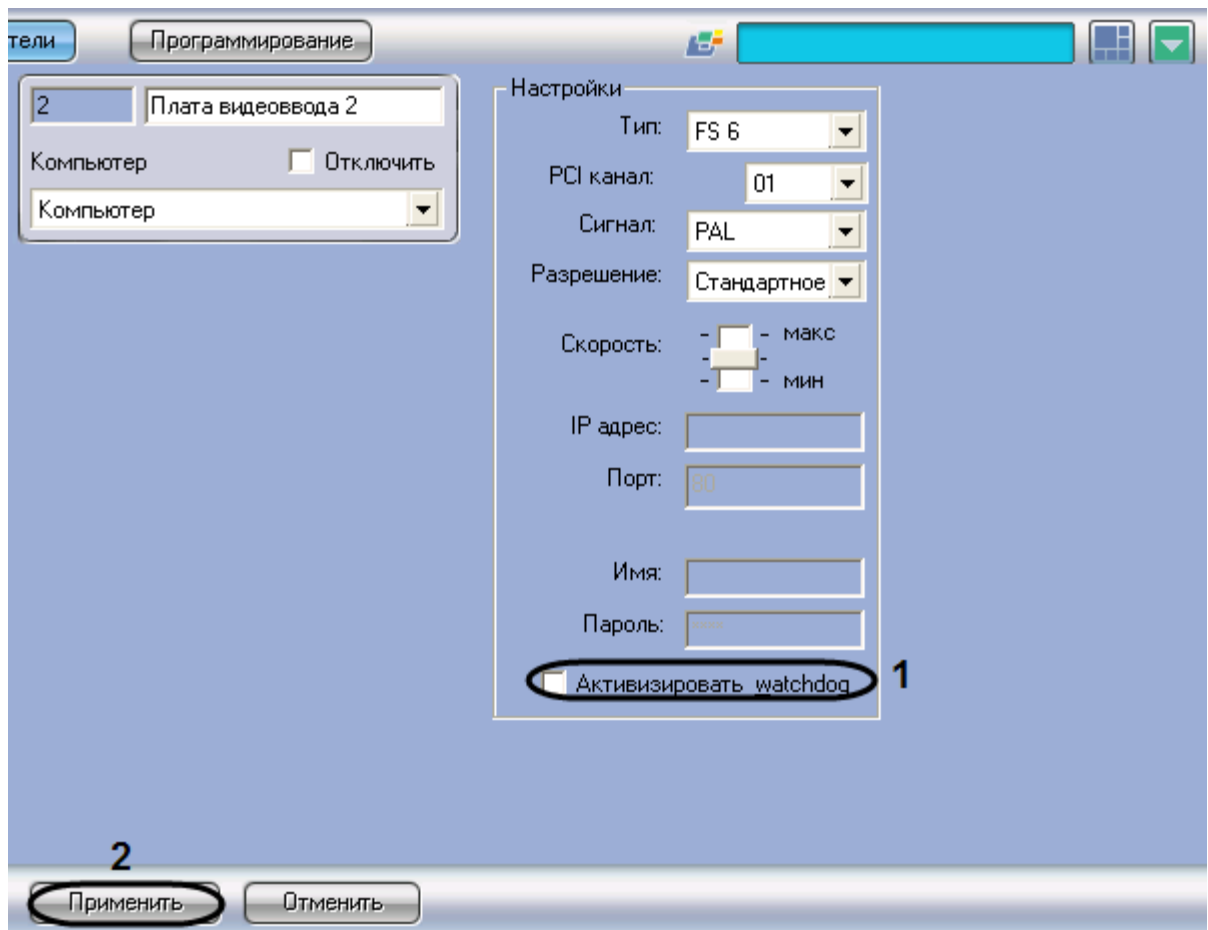 тели
Программирование
2
Плата видеоввода 2
Компьютер
Отключить
Компьютер
Настройки
Тип:
FS 6
PCI канал:
01
Сигнал:
PAL
Разрешение:
Стандартное
Скорость:
- - макс
- -
- - мин
IP адрес:
Порт:
80
Имя:
Пароль:
Активизировать watchdog
1
2
Применить
Отменить